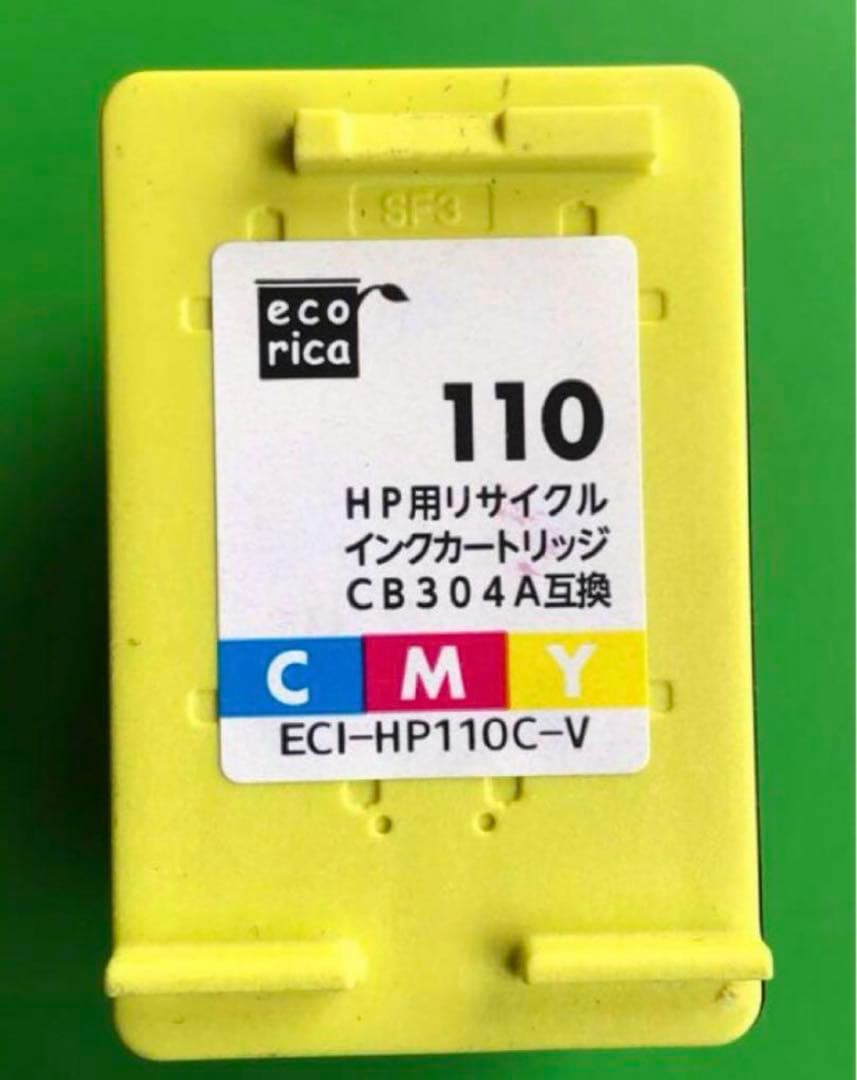 SF3
eco
rica
110
HP用リサイクル
インクカートリッジ
CB304A互換
C M Y
ECI-HP110C-V